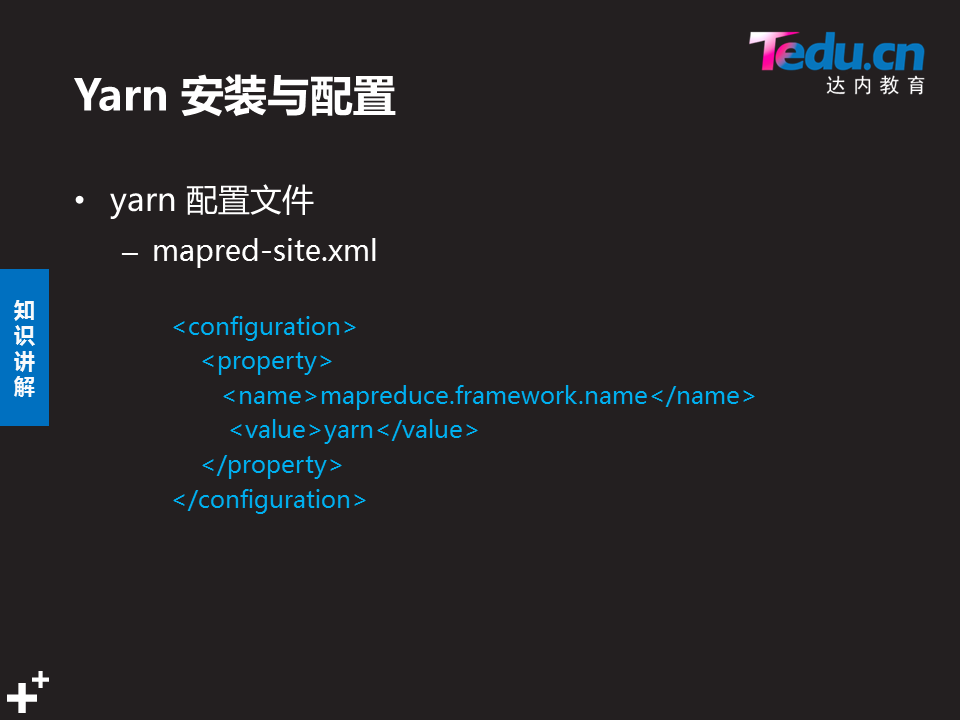 Tedu.cn
达内教育
Yarn 安装与配置
• yarn 配置文件
– mapred-site.xml
知识讲解
<configuration>
<property>
<name>mapreduce.framework.name</name>
<value>yarn</value>
</property>
</configuration>